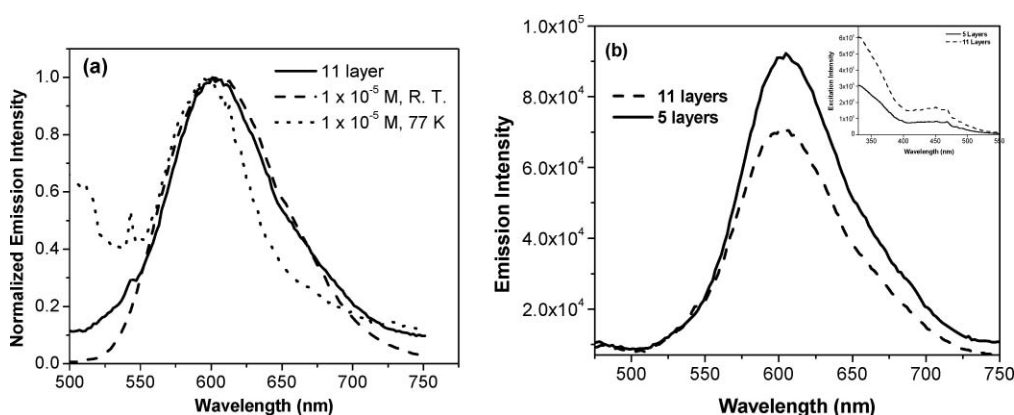 (a)
11 layer
1 x 10⁻⁵ M, R. T.
1 x 10⁻⁵ M, 77 K
Normalized Emission Intensity
1.0
0.8
0.6
0.4
0.2
0.0
500 550 600 650 700 750
Wavelength (nm)
(b)
11 layers
5 layers
Emission Intensity
1.0x10⁵
8.0x10⁴
6.0x10⁴
4.0x10⁴
2.0x10⁴
500 550 600 650 700 750
Wavelength (nm)
5 Layers
11 Layers
Excitation Intensity
350 400 450 500 550
Wavelength (nm)